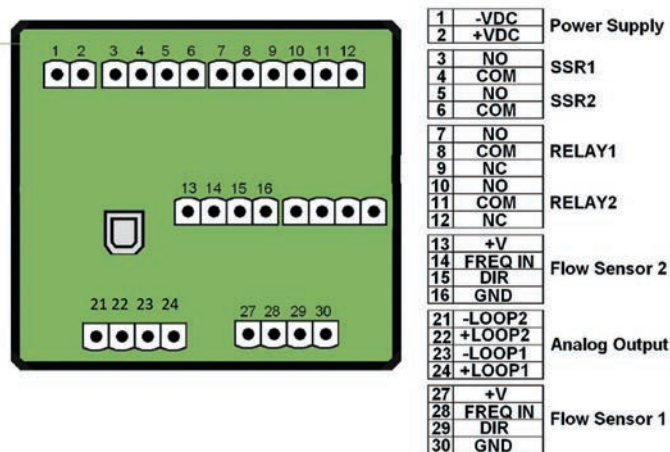 1 2 3 4 5 6 7 8 9 10 11 12
13 14 15 16
21 22 23 24
27 28 29 30
1 -VDC
2 +VDC
Power Supply
3 NO
4 COM
SSR1
5 NO
6 COM
SSR2
7 NO
8 COM
9 NC
RELAY1
10 NO
11 COM
12 NC
RELAY2
13 +V
14 FREQ IN
15 DIR
16 GND
Flow Sensor 2
21 -LOOP2
22 +LOOP2
23 -LOOP1
24 +LOOP1
Analog Output
27 +V
28 FREQ IN
29 DIR
30 GND
Flow Sensor 1